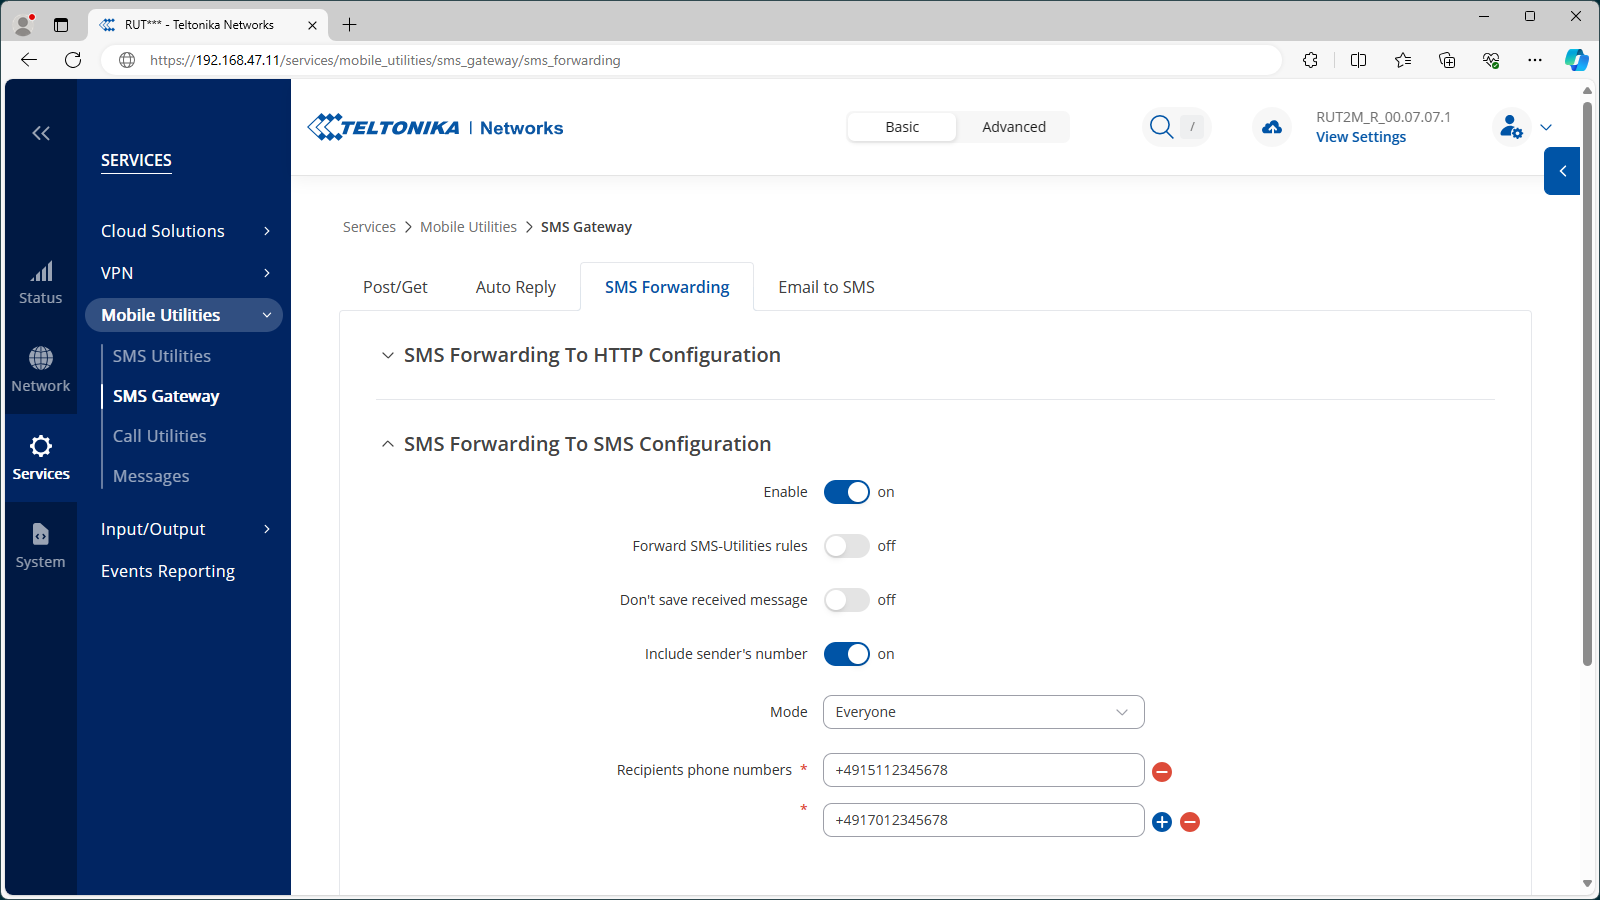 RUT*** - Teltonika Networks
https://192.168.47.11/services/mobile_utilities/sms_gateway/sms_forwarding
TELTONIKA | Networks
Basic
Advanced
/
RUT2M_R_00.07.07.1
View Settings
Status
Network
Services
System
SERVICES
Cloud Solutions
VPN
Mobile Utilities
SMS Utilities
SMS Gateway
Call Utilities
Messages
Input/Output
Events Reporting
Services > Mobile Utilities > SMS Gateway
Post/Get
Auto Reply
SMS Forwarding
Email to SMS
SMS Forwarding To HTTP Configuration
SMS Forwarding To SMS Configuration
Enable on
Forward SMS-Utilities rules off
Don't save received message off
Include sender's number on
Mode Everyone
Recipients phone numbers * +4915112345678
* +4917012345678